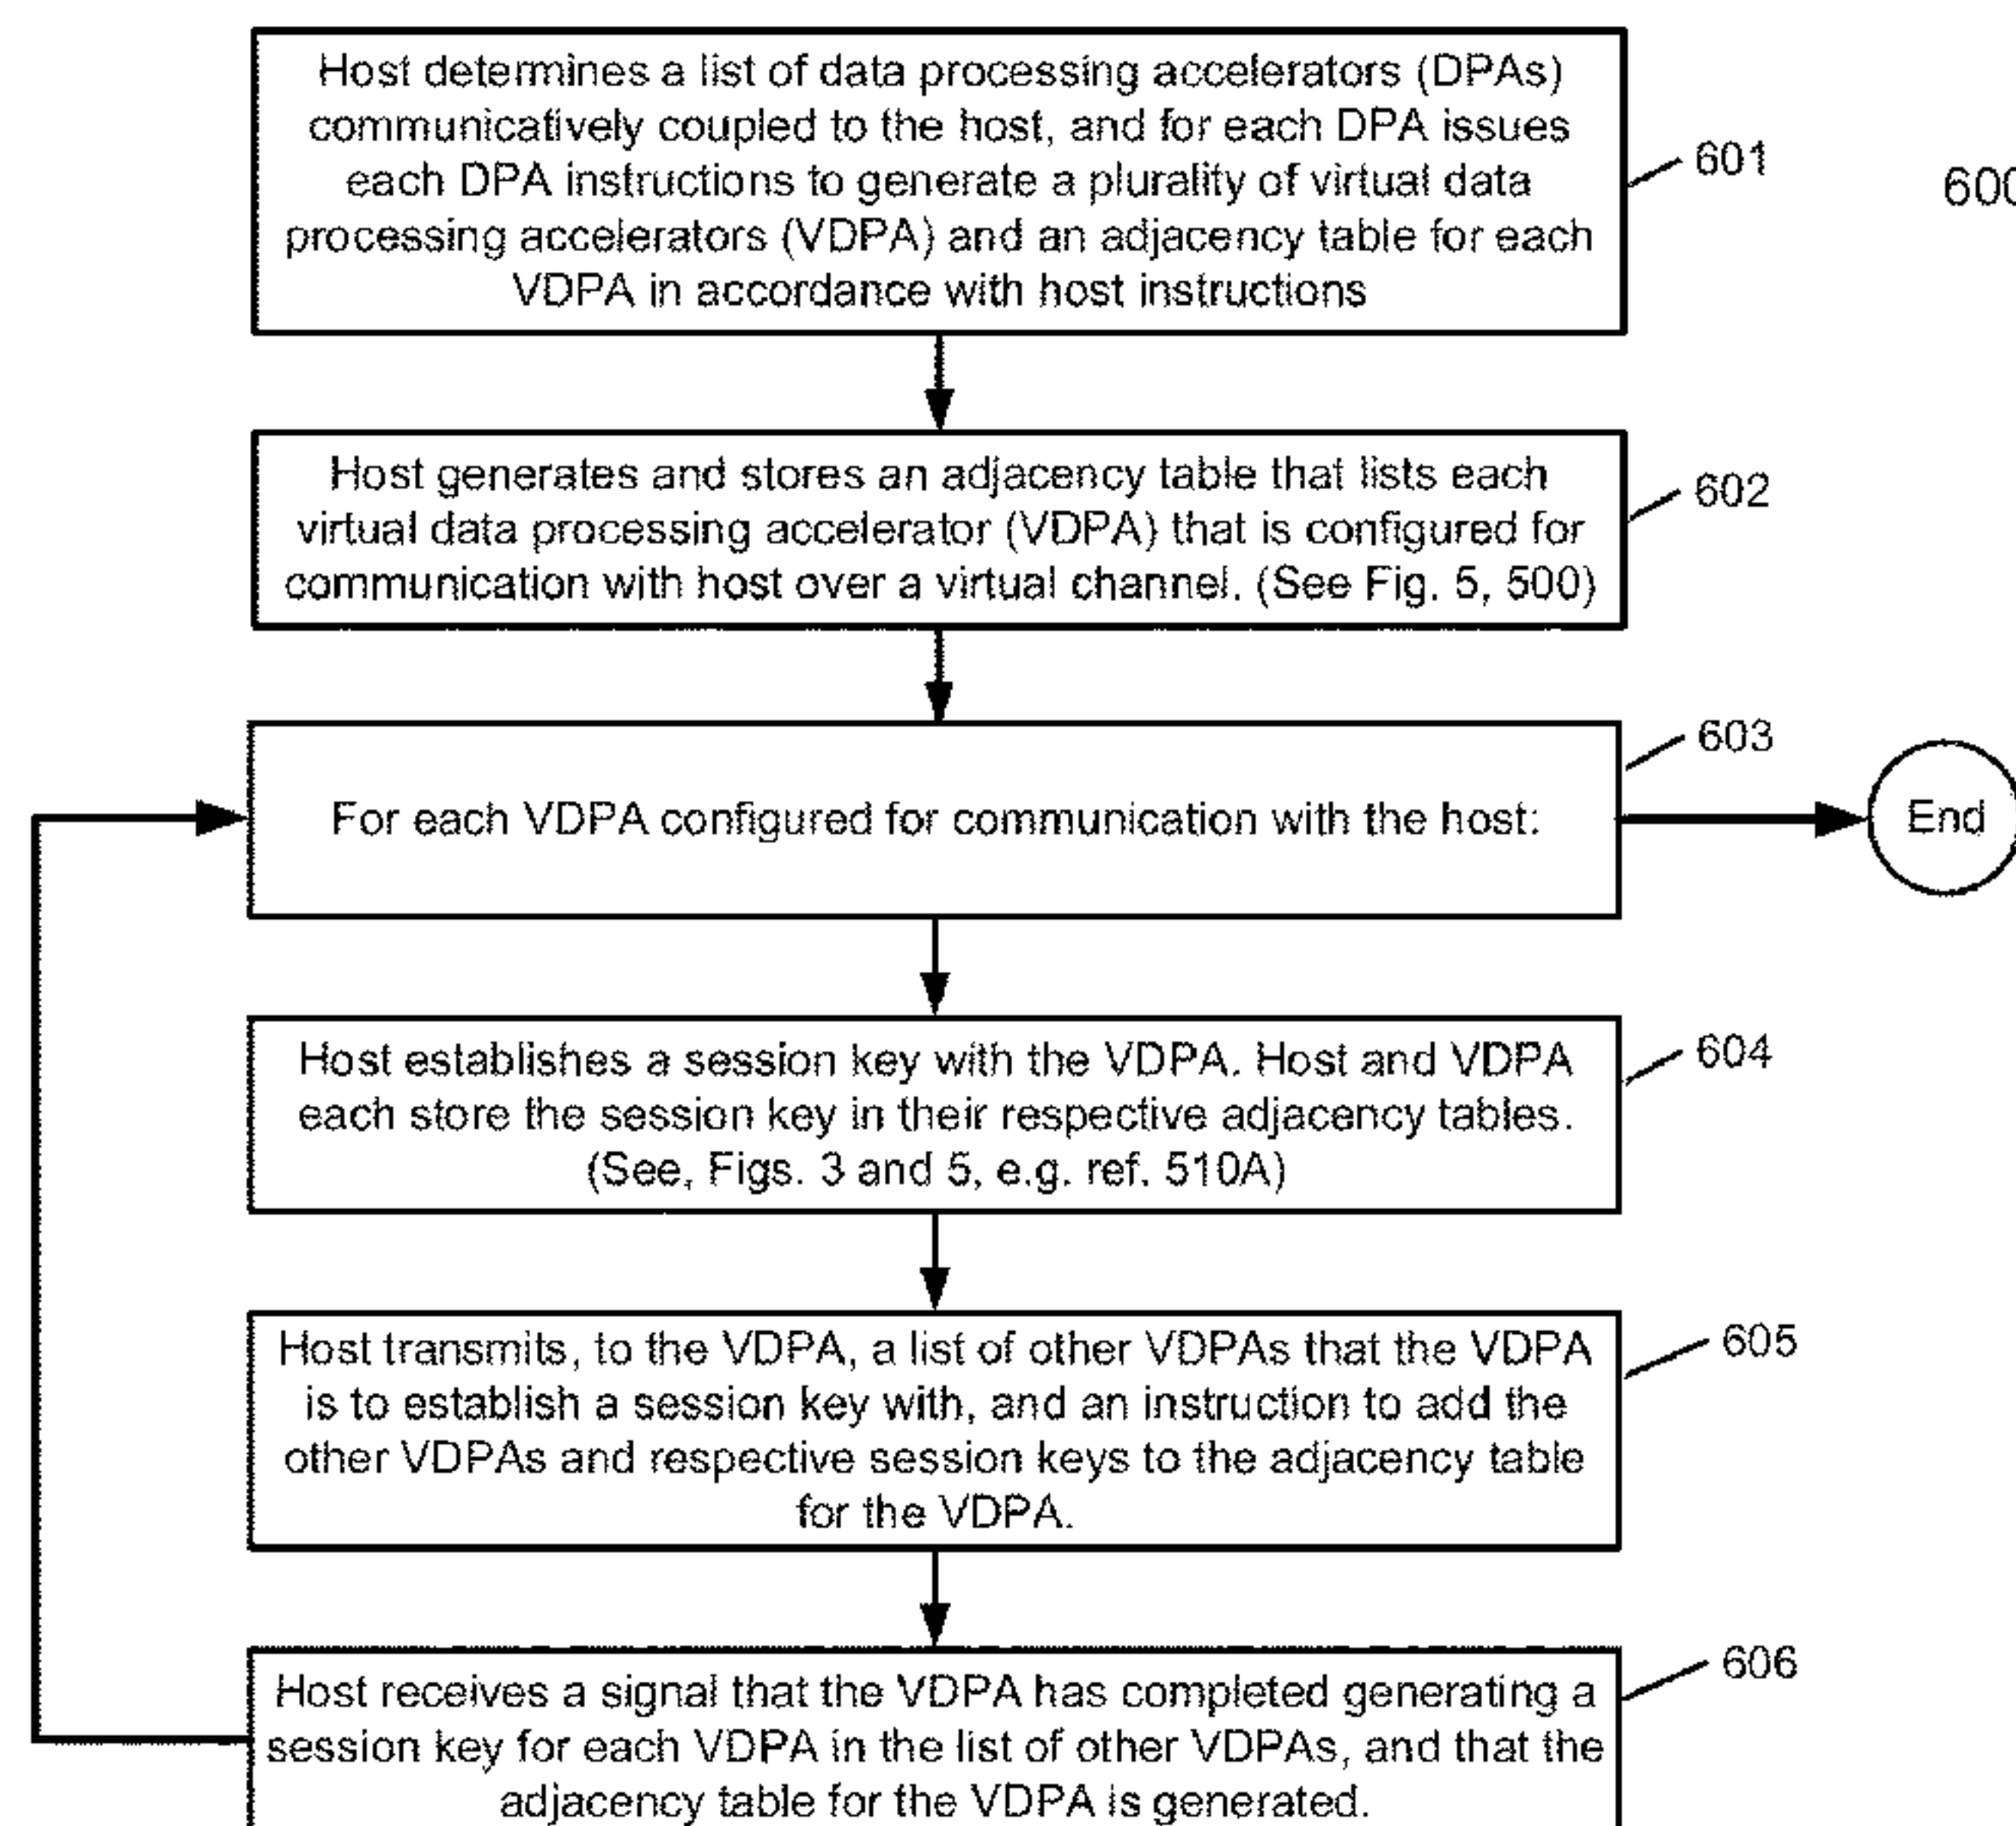 Host determines a list of data processing accelerators (DPAs)
communicatively coupled to the host, and for each DPA issues
each DPA instructions to generate a plurality of virtual data
processing accelerators (VDPA) and an adjacency table for each
VDPA in accordance with host instructions
601
600
Host generates and stores an adjacency table that lists each
virtual data processing accelerator (VDPA) that is configured for
communication with host over a virtual channel. (See Fig. 5, 500)
602
For each VDPA configured for communication with the host:
603
End
Host establishes a session key with the VDPA. Host and VDPA
each store the session key in their respective adjacency tables.
(See, Figs. 3 and 5, e.g. ref. 510A)
604
Host transmits, to the VDPA, a list of other VDPAs that the VDPA
is to establish a session key with, and an instruction to add the
other VDPAs and respective session keys to the adjacency table
for the VDPA.
605
Host receives a signal that the VDPA has completed generating a
session key for each VDPA in the list of other VDPAs, and that the
adjacency table for the VDPA is generated.
606